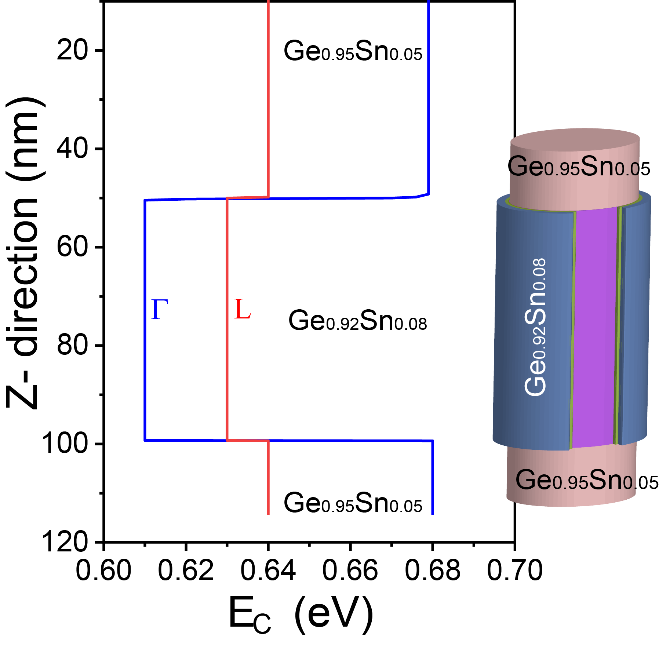 20
40
60
80
100
120
0.60
0.62
0.64
0.66
0.68
0.70
Z- direction (nm)
E_C (eV)
Ge0.95Sn0.05
Γ
L
Ge0.92Sn0.08
Ge0.95Sn0.05
Ge0.95Sn0.05
Ge0.92Sn0.08
Ge0.95Sn0.05